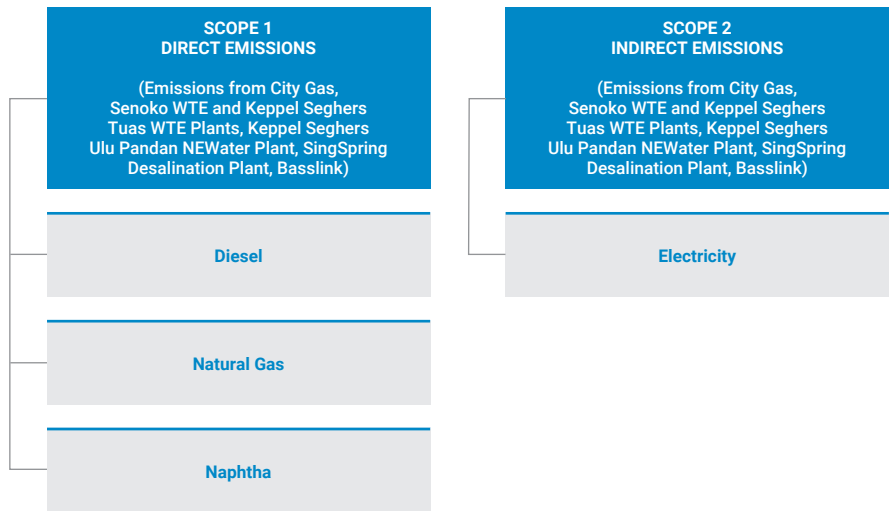 SCOPE 1
DIRECT EMISSIONS
(Emissions from City Gas,
Senoko WTE and Keppel Seghers
Tuas WTE Plants, Keppel Seghers
Ulu Pandan NEWater Plant, SingSpring
Desalination Plant, Basslink)
Diesel
Natural Gas
Naphtha
SCOPE 2
INDIRECT EMISSIONS
(Emissions from City Gas,
Senoko WTE and Keppel Seghers
Tuas WTE Plants, Keppel Seghers
Ulu Pandan NEWater Plant, SingSpring
Desalination Plant, Basslink)
Electricity